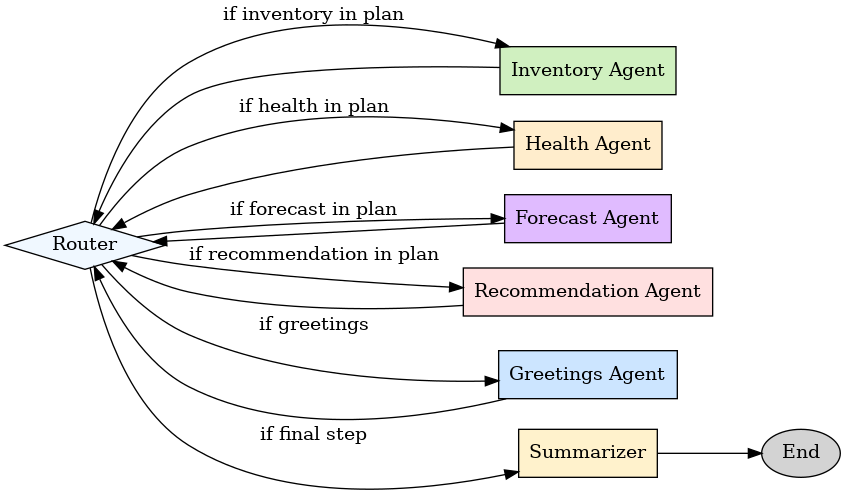 if inventory in plan
Inventory Agent
if health in plan
Health Agent
if forecast in plan
Forecast Agent
Router
if recommendation in plan
Recommendation Agent
if greetings
Greetings Agent
if final step
Summarizer
End